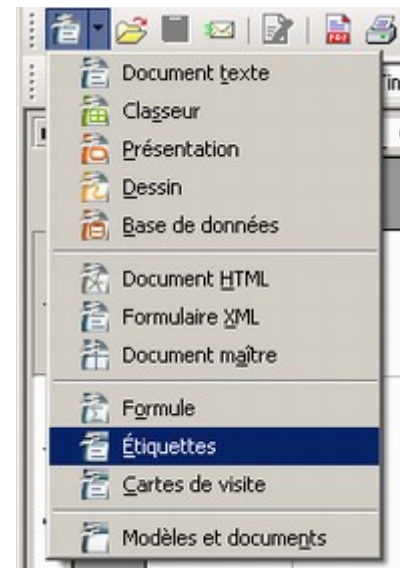 Document texte
Classeur
Présentation
Dessin
Base de données
Document HTML
Formulaire XML
Document maître
Formule
Étiquettes
Cartes de visite
Modèles et documents